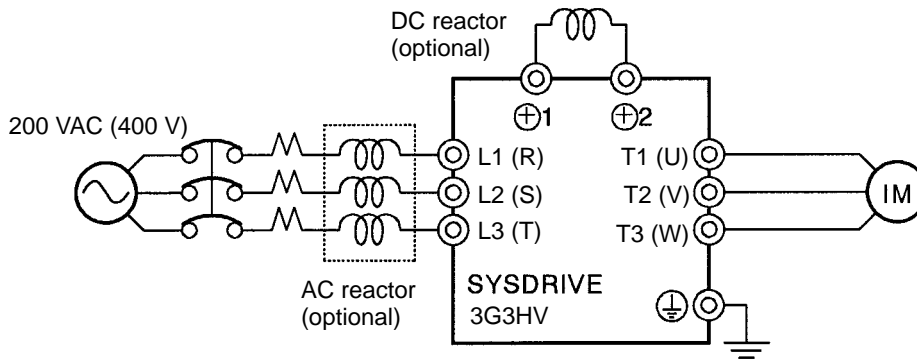 DC reactor
(optional)
⊕1 ⊕2
200 VAC (400 V)
L1 (R) T1 (U)
L2 (S) T2 (V)
L3 (T) T3 (W)
IM
AC reactor
(optional)
SYSDRIVE
3G3HV